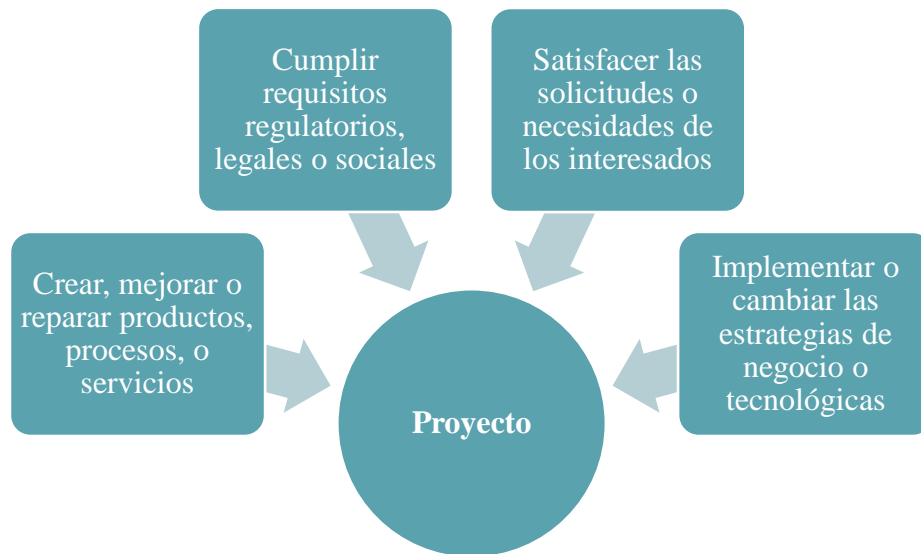 Cumplir
requisitos
regulatorios,
legales o sociales
Satisfacer las
solicitudes o
necesidades de
los interesados
Crear, mejorar o
reparar productos,
procesos, o
servicios
Implementar o
cambiar las
estrategias de
negocio o
tecnológicas
Proyecto